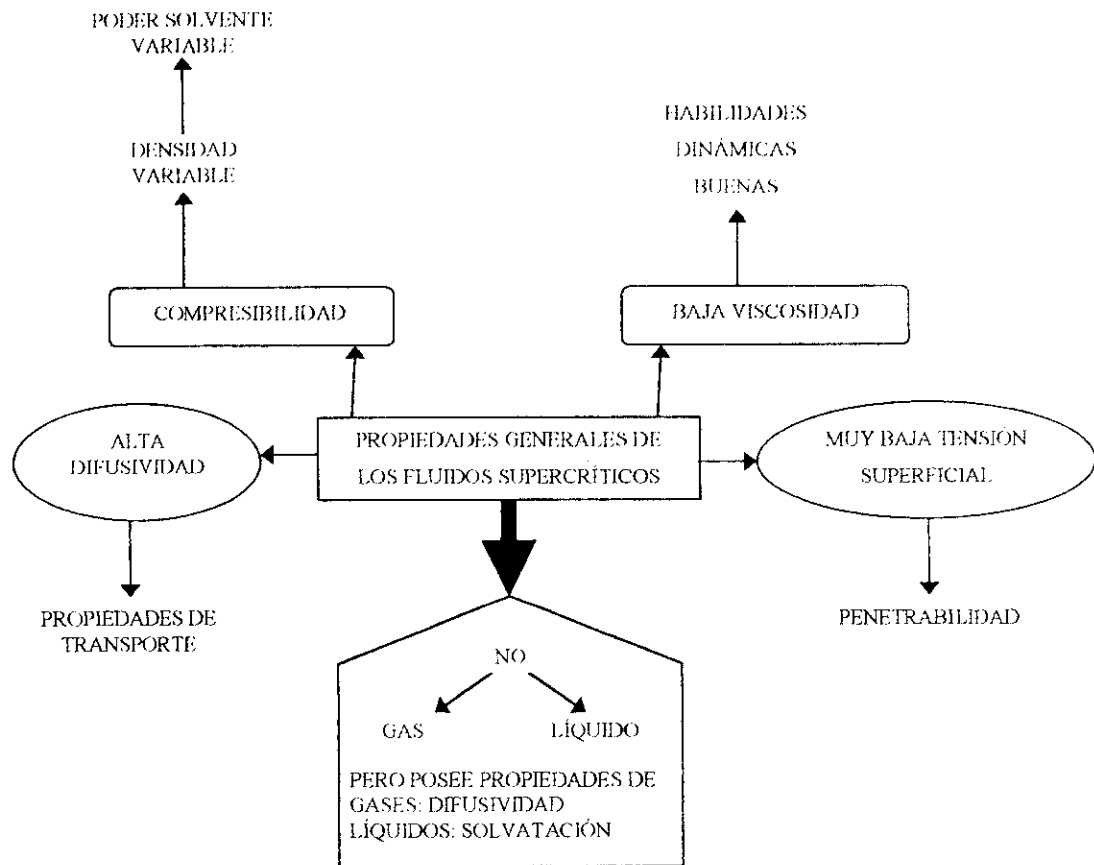 PODER SOLVENTE
VARIABLE
DENSIDAD
VARIABLE
HABILIDADES
DINÁMICAS
BUENAS
COMPRESIBILIDAD
BAJA VISCOSIDAD
ALTA
DIFUSIVIDAD
PROPIEDADES GENERALES DE
LOS FLUIDOS SUPERCRÍTICOS
MUY BAJA TENSIÓN
SUPERFICIAL
PROPIEDADES DE
TRANSPORTE
PENETRABILIDAD
NO
GAS
LÍQUIDO
PERO POSEE PROPIEDADES DE
GASES: DIFUSIVIDAD
LÍQUIDOS: SOLVATACIÓN